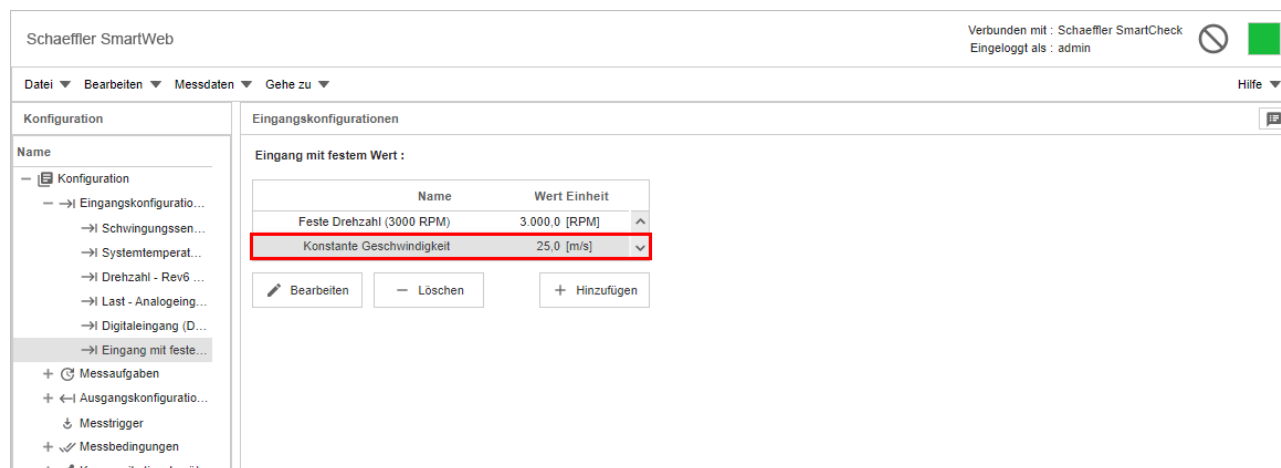 Schaeffler SmartWeb
Verbunden mit : Schaeffler SmartCheck
Eingeloggt als : admin
Datei Bearbeiten Messdaten Gehe zu Hilfe
Konfiguration
Name
Konfiguration
Eingangskonfiguratio...
Schwingungssen...
Systemtemperat...
Drehzahl - Rev6 ...
Last - Analogeing...
Digitaleingang (D...
Eingang mit feste...
Messaufgaben
Ausgangskonfiguratio...
Messtrigger
Messbedingungen
Eingangskonfigurationen
Eingang mit festem Wert :
Name Wert Einheit
Feste Drehzahl (3000 RPM) 3.000,0 [RPM]
Konstante Geschwindigkeit 25,0 [m/s]
Bearbeiten Löschen Hinzufügen